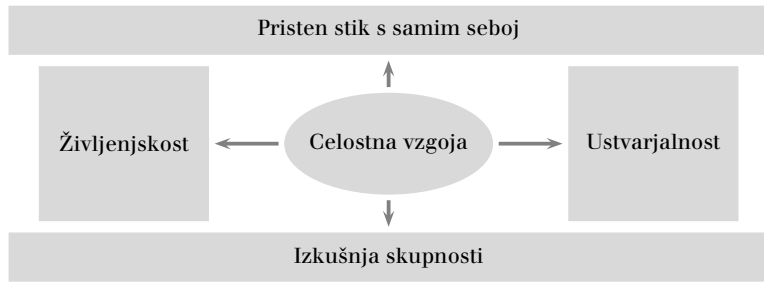 Pristen stik s samim seboj
Življenjskost
Celostna vzgoja
Ustvarjalnost
Izkušnja skupnosti